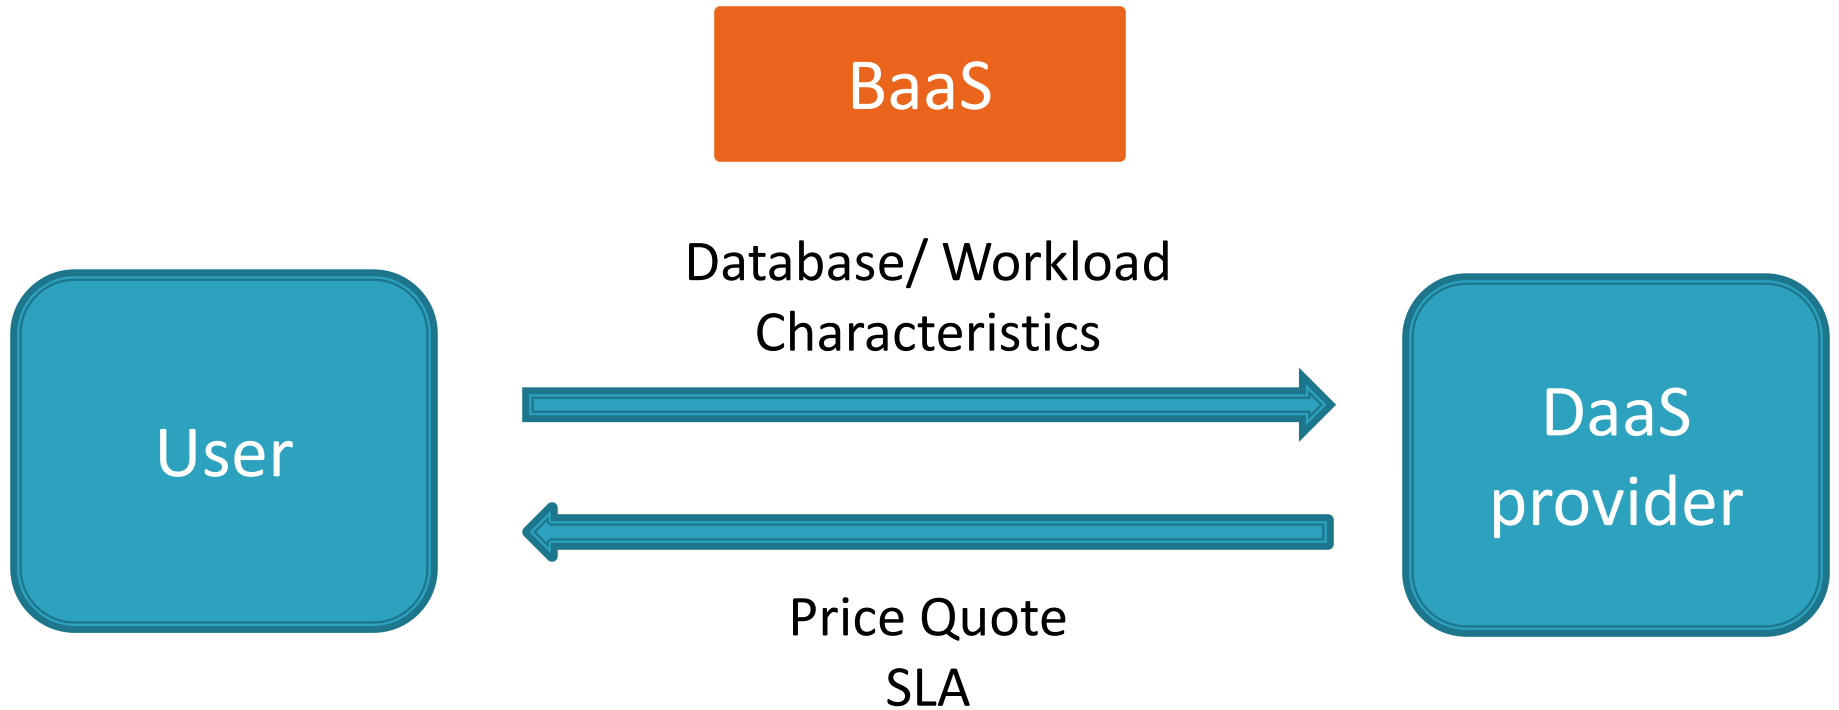 BaaS
Database/ Workload
Characteristics
User
DaaS
provider
Price Quote
SLA